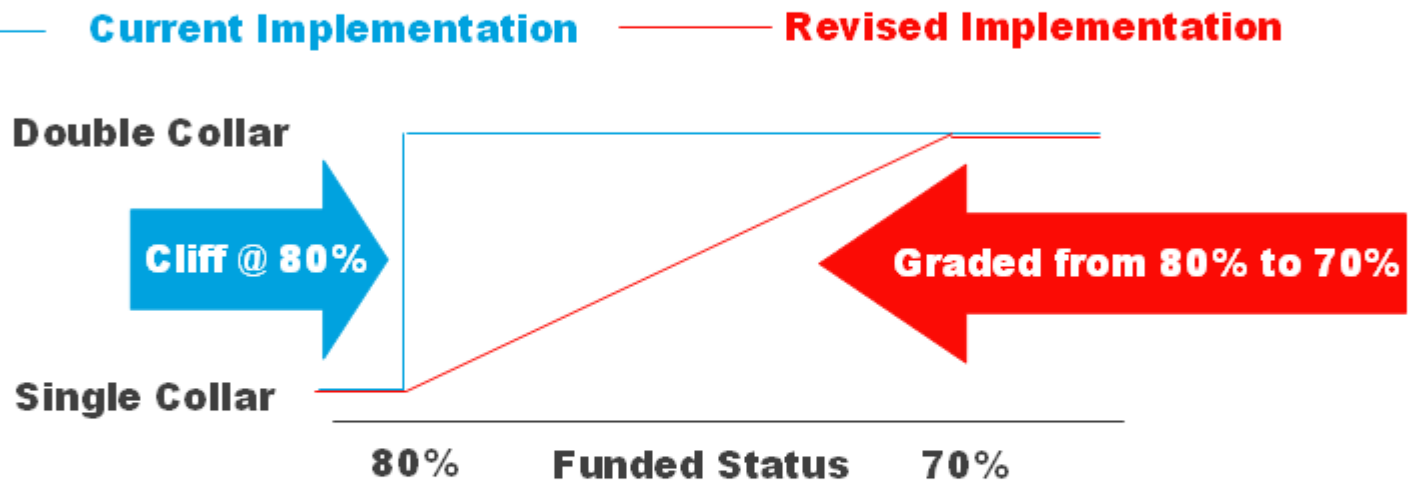 Current Implementation
Revised Implementation
Double Collar
Cliff @ 80%
Graded from 80% to 70%
Single Collar
80%
Funded Status
70%